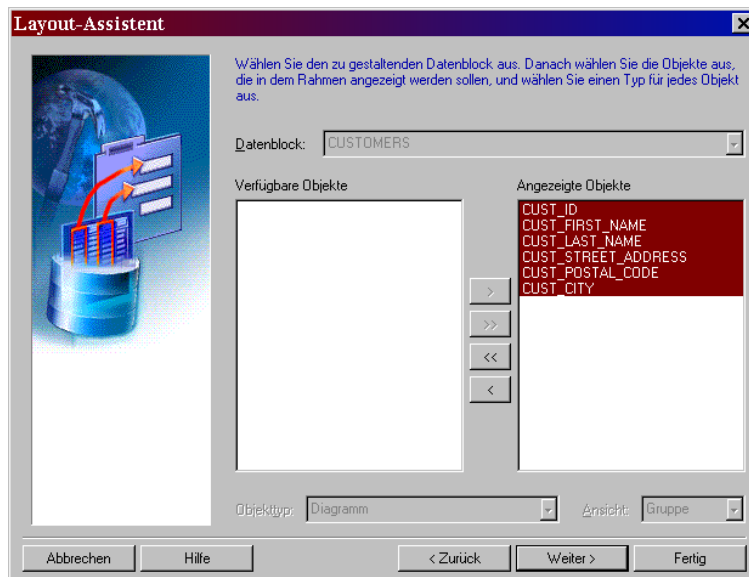 Layout-Assistent
Wählen Sie den zu gestaltenden Datenblock aus. Danach wählen Sie die Objekte aus,
die in dem Rahmen angezeigt werden sollen, und wählen Sie einen Typ für jedes Objekt
aus.
Datenblock: CUSTOMERS
Verfügbare Objekte Angezeigte Objekte
CUST_ID
CUST_FIRST_NAME
CUST_LAST_NAME
CUST_STREET_ADDRESS
CUST_POSTAL_CODE
CUST_CITY
>
>>
<<
<
Objekttyp: Diagramm Ansicht: Gruppe
Abbrechen Hilfe < Zurück Weiter > Fertig